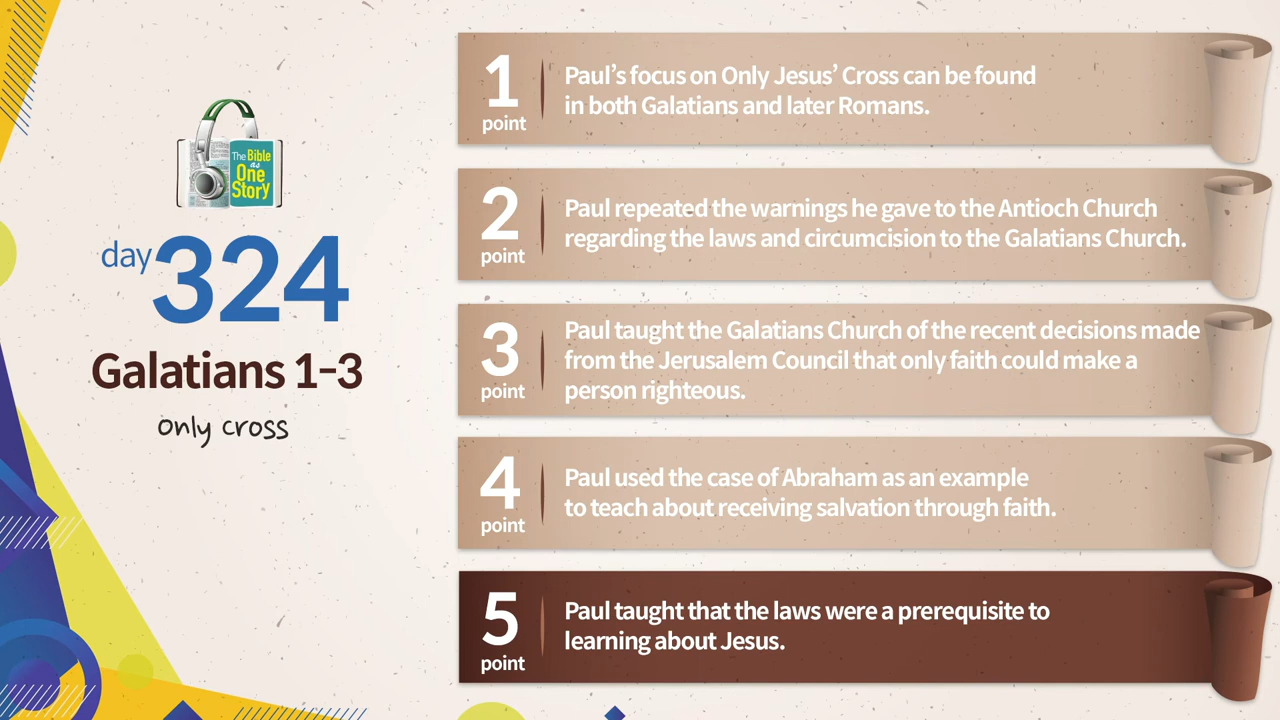 The Bible
as
One
Story
day 324
Galatians 1-3
only cross
1
point
Paul's focus on Only Jesus' Cross can be found
in both Galatians and later Romans.
2
point
Paul repeated the warnings he gave to the Antioch Church
regarding the laws and circumcision to the Galatians Church.
3
point
Paul taught the Galatians Church of the recent decisions made
from the Jerusalem Council that only faith could make a
person righteous.
4
point
Paul used the case of Abraham as an example
to teach about receiving salvation through faith.
5
point
Paul taught that the laws were a prerequisite to
learning about Jesus.